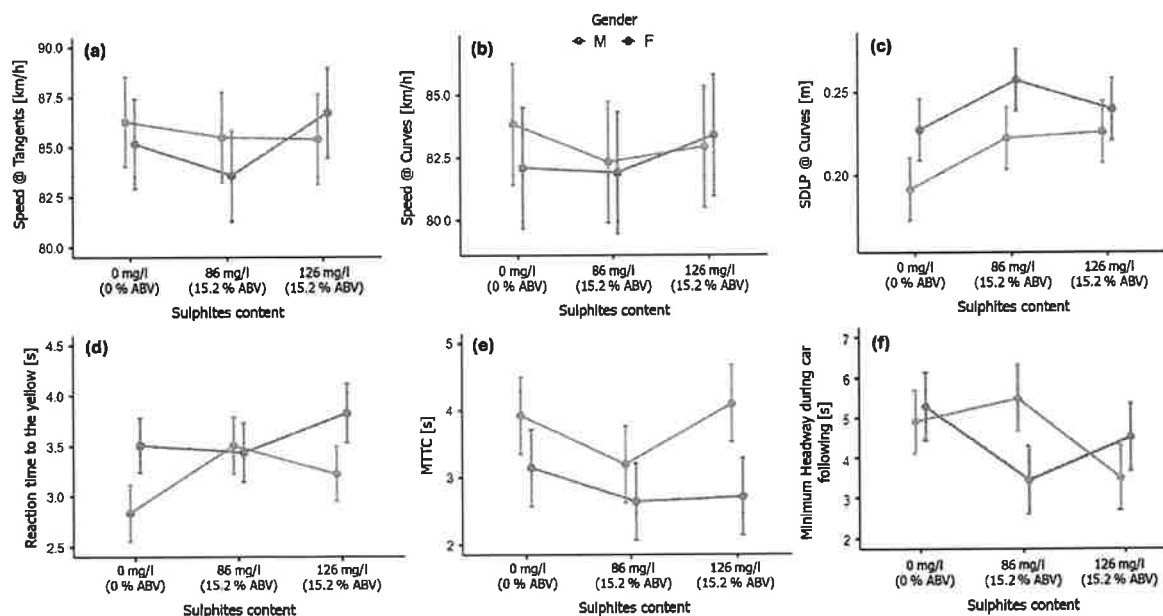 Gender
M F
(a)
Speed @ Tangents [km/h]
90.0
87.5
85.0
82.5
80.0
0 mg/l
(0 % ABV)
86 mg/l
(15.2 % ABV)
126 mg/l
(15.2 % ABV)
Sulphites content
(b)
Speed @ Curves [km/h]
85.0
82.5
80.0
0 mg/l
(0 % ABV)
86 mg/l
(15.2 % ABV)
126 mg/l
(15.2 % ABV)
Sulphites content
(c)
SDLP @ Curves [m]
0.25
0.20
0 mg/l
(0 % ABV)
86 mg/l
(15.2 % ABV)
126 mg/l
(15.2 % ABV)
Sulphites content
(d)
Reaction time to the yellow [s]
4.0
3.5
3.0
2.5
0 mg/l
(0 % ABV)
86 mg/l
(15.2 % ABV)
126 mg/l
(15.2 % ABV)
Sulphites content
(e)
MTTC [s]
5
4
3
2
0 mg/l
(0 % ABV)
86 mg/l
(15.2 % ABV)
126 mg/l
(15.2 % ABV)
Sulphites content
(f)
Minimum Headway during car
following [s]
7
6
5
4
3
2
0 mg/l
(0 % ABV)
86 mg/l
(15.2 % ABV)
126 mg/l
(15.2 % ABV)
Sulphites content